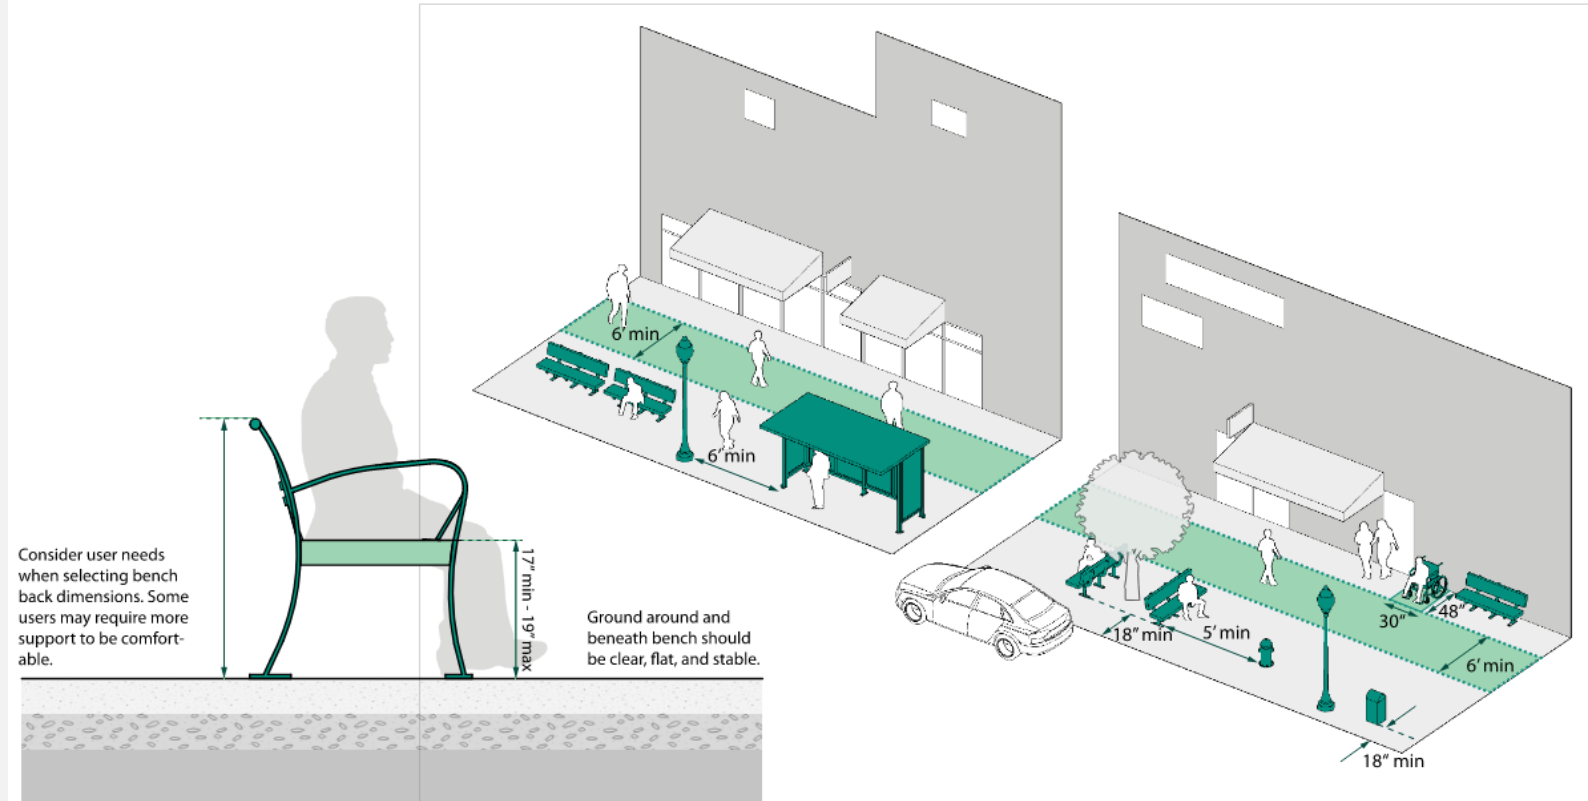 Consider user needs
when selecting bench
back dimensions. Some
users may require more
support to be comfort-
able.
17” min - 19” max
Ground around and
beneath bench should
be clear, flat, and stable.
6’ min
6’ min
18” min
5’ min
30”
48”
6’ min
18” min